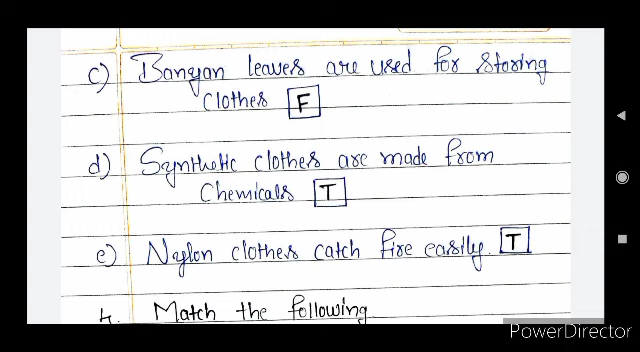 c) Banyan leaves are used for storing
clothes F
d) Synthetic clothes are made from
Chemicals T
e) Nylon clothes catch fire easily. T
4. Match the following
PowerDirector